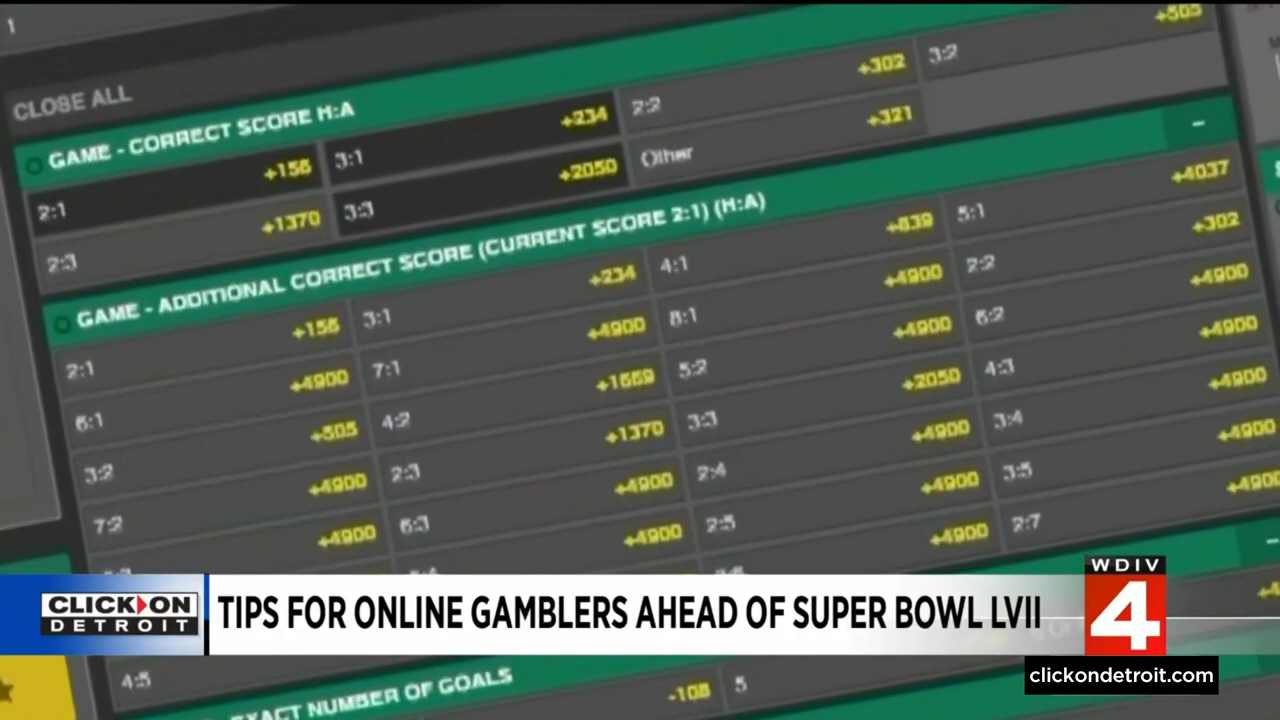 1
CLOSE ALL
GAME - CORRECT SCORE H:A
2:1 +156 3:1 +234 2:2 +302 3:2 +505
2:3 +1370 3:3 +2050 Other +321
GAME - ADDITIONAL CORRECT SCORE (CURRENT SCORE 2:1) (H:A)
2:1 +156 3:1 +234 4:1 +839 5:1 +4037
6:1 +4900 7:1 +4900 8:1 +4900 2:2 +302
3:2 +505 4:2 +1669 5:2 +4900 6:2 +4900
7:2 +4900 2:3 +1370 3:3 +2050 4:3 +4900
+4900 6:3 +4900 2:4 +4900 3:4 +4900
+4900 2:5 +4900 3:5 +4900
+4900 2:7
4:5
EXACT NUMBER OF GOALS
-108 5
CLICK ON
DETROIT
TIPS FOR ONLINE GAMBLERS AHEAD OF SUPER BOWL LVII
WDIV
4
clickondetroit.com